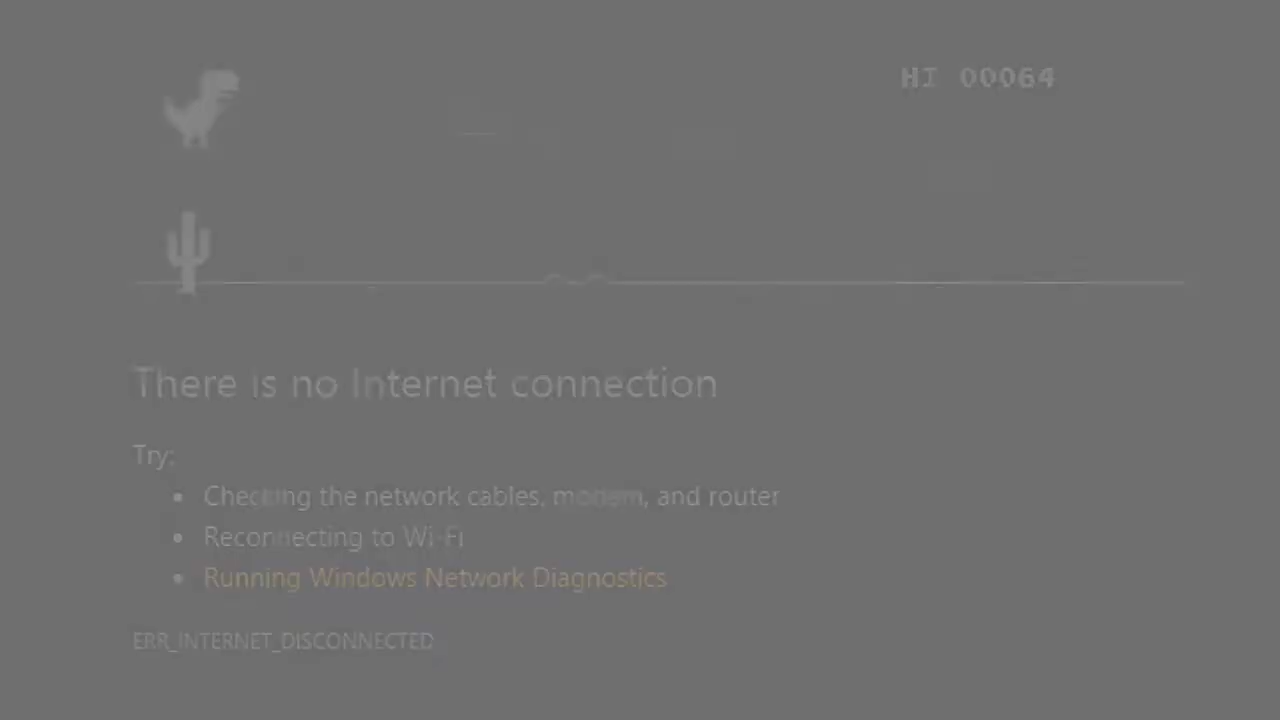 HI 00064
There is no Internet connection
Try:
Checking the network cables, modem, and router
Reconnecting to Wi-Fi
Running Windows Network Diagnostics
ERR_INTERNET_DISCONNECTED